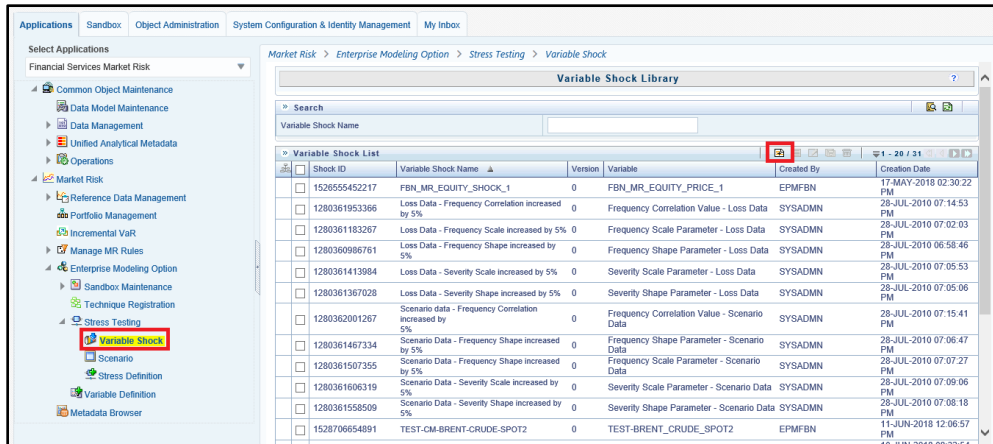 Applications Sandbox Object Administration System Configuration & Identity Management My Inbox
Select Applications
Financial Services Market Risk
Common Object Maintenance
Data Model Maintenance
Data Management
Unified Analytical Metadata
Operations
Market Risk
Reference Data Management
Portfolio Management
Incremental VaR
Manage MR Rules
Enterprise Modeling Option
Sandbox Maintenance
Technique Registration
Stress Testing
Variable Shock
Scenario
Stress Definition
Variable Definition
Metadata Browser
Market Risk > Enterprise Modeling Option > Stress Testing > Variable Shock
Variable Shock Library ?
» Search
Variable Shock Name
» Variable Shock List 1 - 20 / 31
Shock ID Variable Shock Name Version Variable Created By Creation Date
1526555452217 FBN_MR_EQUITY_SHOCK_1 0 FBN_MR_EQUITY_PRICE_1 EPMFBN 17-MAY-2018 02:30:22 PM
1280361953366 Loss Data - Frequency Correlation increased by 5% 0 Frequency Correlation Value - Loss Data SYSADMN 28-JUL-2010 07:14:53 PM
1280361183267 Loss Data - Frequency Scale increased by 5% 0 Frequency Scale Parameter - Loss Data SYSADMN 28-JUL-2010 07:02:03 PM
1280360986761 Loss Data - Frequency Shape increased by 5% 0 Frequency Shape Parameter - Loss Data SYSADMN 28-JUL-2010 06:58:46 PM
1280361413984 Loss Data - Severity Scale increased by 5% 0 Severity Scale Parameter - Loss Data SYSADMN 28-JUL-2010 07:05:53 PM
1280361367028 Loss Data - Severity Shape increased by 5% 0 Severity Shape Parameter - Loss Data SYSADMN 28-JUL-2010 07:05:06 PM
1280362001267 Scenario data - Frequency Correlation increased by 5% 0 Frequency Correlation Value - Scenario Data SYSADMN 28-JUL-2010 07:15:41 PM
1280361467334 Scenario Data - Frequency Shape increased by 5% 0 Frequency Shape Parameter - Scenario Data SYSADMN 28-JUL-2010 07:06:47 PM
1280361507355 Scenario Data - Frequency Shape increased by 5% 0 Frequency Scale Parameter - Scenario Data SYSADMN 28-JUL-2010 07:07:27 PM
1280361606319 Scenario Data - Severity Scale increased by 5% 0 Severity Scale Parameter - Scenario Data SYSADMN 28-JUL-2010 07:09:06 PM
1280361558509 Scenario Data - Severity Shape increased by 5% 0 Severity Shape Parameter - Scenario Data SYSADMN 28-JUL-2010 07:08:18 PM
1528706654891 TEST-CM-BRENT-CRUDE-SPOT2 0 TEST-BRENT_CRUDE_SPOT2 EPMFBN 11-JUN-2018 12:06:57 PM